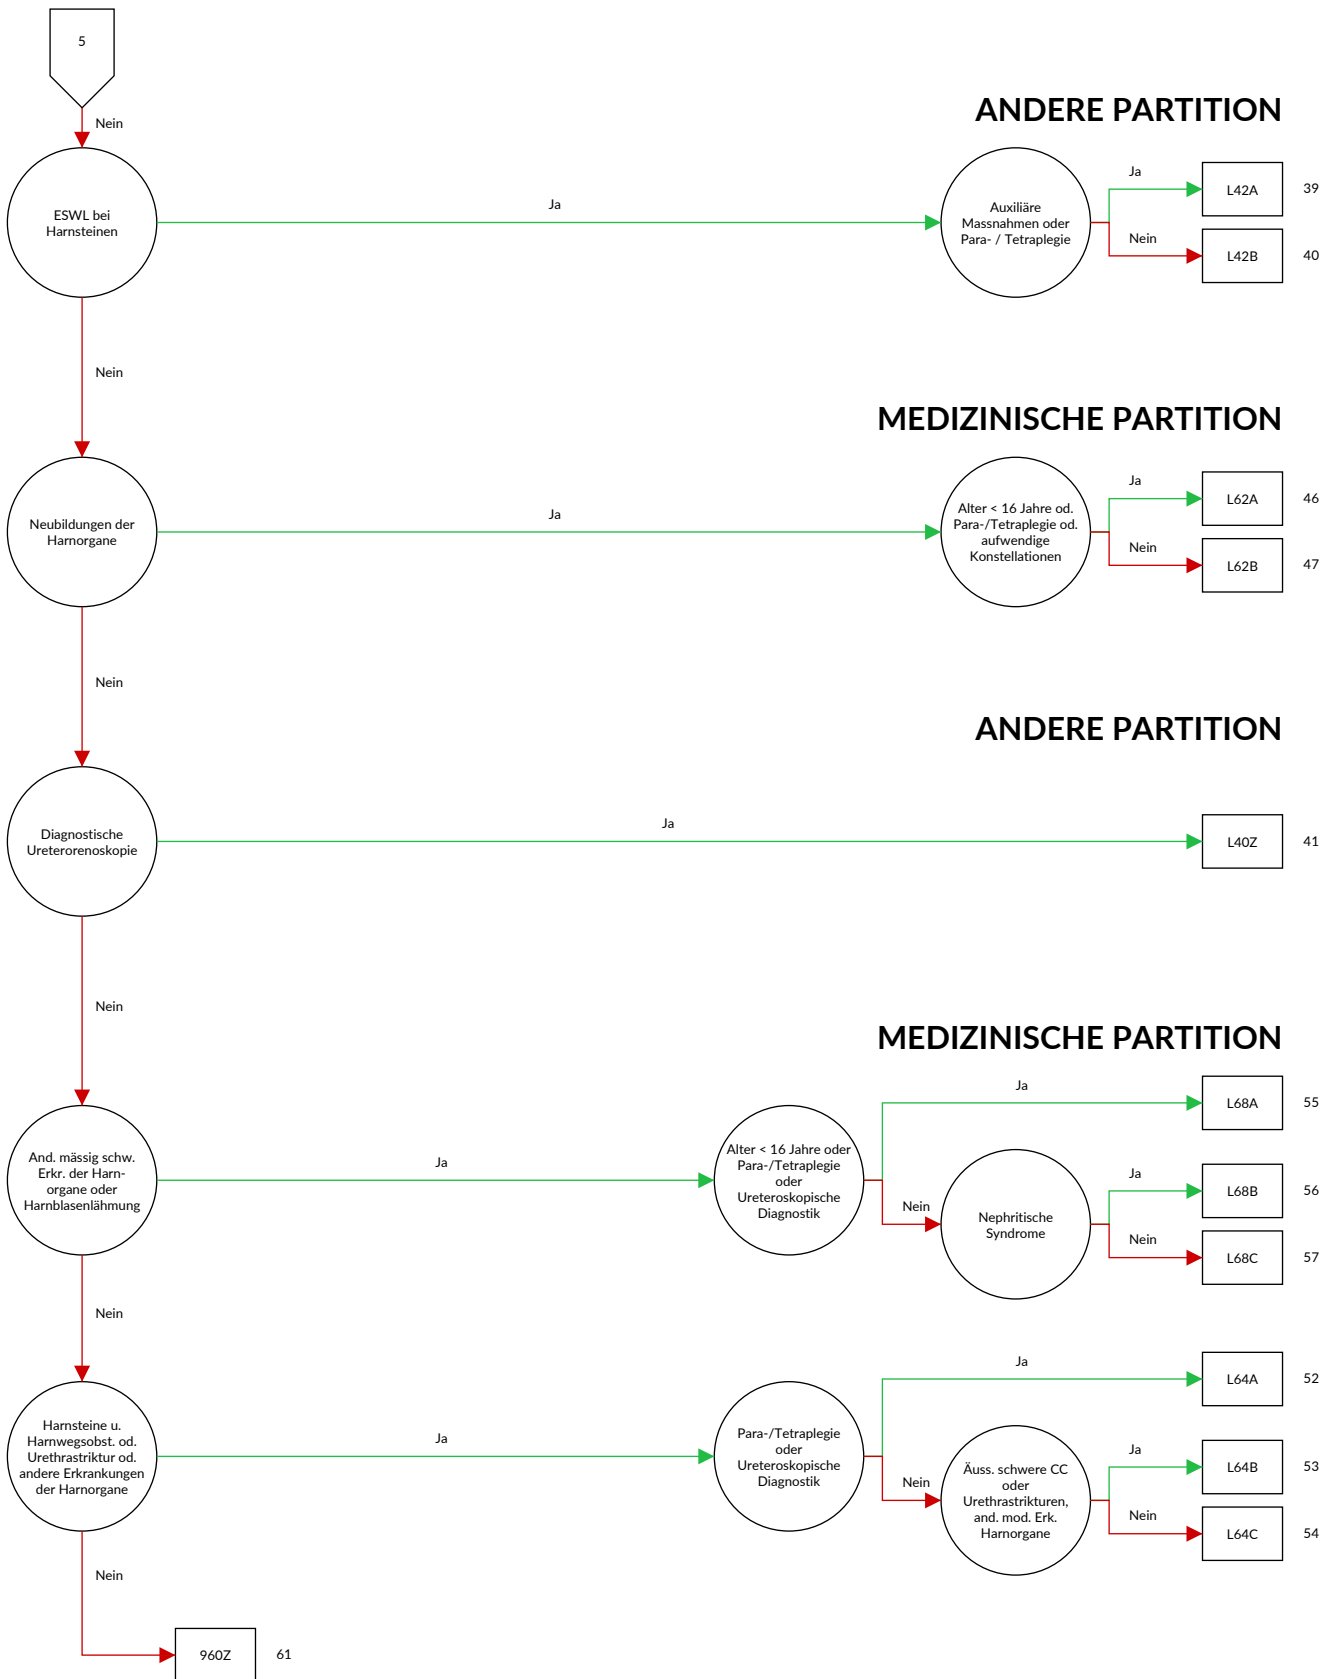 5
Nein
ANDERE PARTITION
ESWL bei
Harnsteinen
Ja
Auxiliäre
Massnahmen oder
Para- / Tetraplegie
Ja
L42A
39
Nein
L42B
40
Nein
MEDIZINISCHE PARTITION
Neubildungen der
Harnorgane
Ja
Alter < 16 Jahre od.
Para-/Tetraplegie od.
aufwendige
Konstellationen
Ja
L62A
46
Nein
L62B
47
Nein
ANDERE PARTITION
Diagnostische
Ureterorenoskopie
Ja
L40Z
41
Nein
MEDIZINISCHE PARTITION
And. mässig schw.
Erkr. der Harn-
organe oder
Harnblasenlähmung
Ja
Alter < 16 Jahre oder
Para-/Tetraplegie
oder
Ureteroskopische
Diagnostik
Ja
L68A
55
Nein
Nephritische
Syndrome
Ja
L68B
56
Nein
L68C
57
Nein
Harnsteine u.
Harnwegsobst. od.
Urethrastriktur od.
andere Erkrankungen
der Harnorgane
Ja
Para-/Tetraplegie
oder
Ureteroskopische
Diagnostik
Ja
L64A
52
Nein
Äuss. schwere CC
oder
Urethrastrikturen,
and. mod. Erk.
Harnorgane
Ja
L64B
53
Nein
L64C
54
Nein
960Z
61